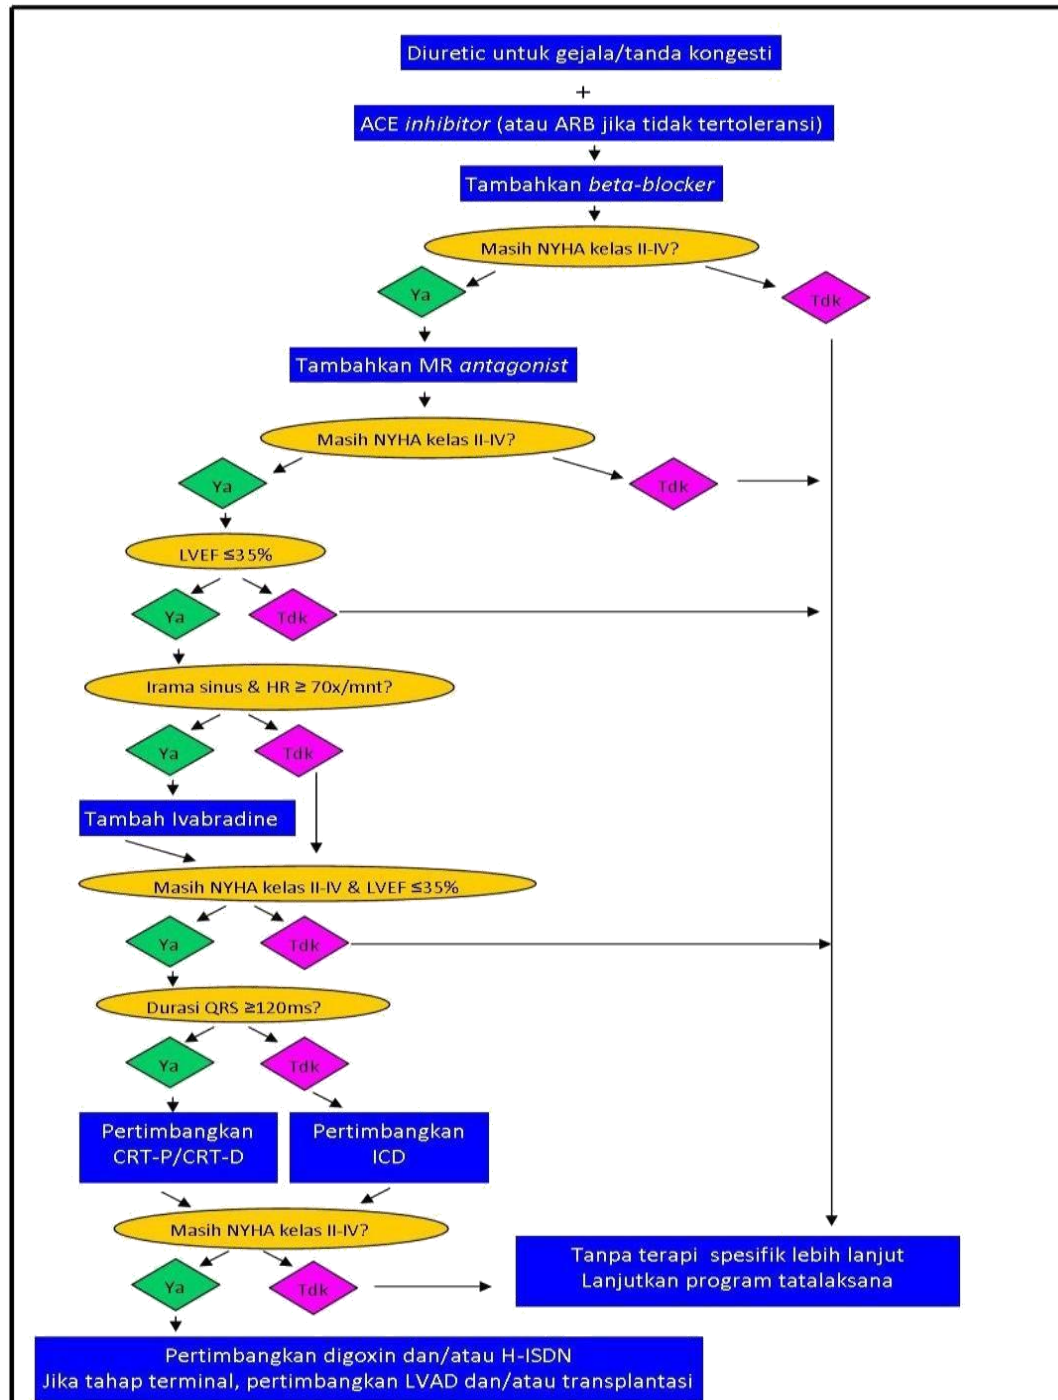 Diuretic untuk gejala/tanda kongesti
+
ACE inhibitor (atau ARB jika tidak tertoleransi)
Tambahkan beta-blocker
Masih NYHA kelas II-IV?
Ya
Tdk
Tambahkan MR antagonist
Masih NYHA kelas II-IV?
Ya
Tdk
LVEF ≤35%
Ya
Tdk
Irama sinus & HR ≥ 70x/mnt?
Ya
Tdk
Tambah Ivabradine
Masih NYHA kelas II-IV & LVEF ≤35%
Ya
Tdk
Durasi QRS ≥120ms?
Ya
Tdk
Pertimbangkan
CRT-P/CRT-D
Pertimbangkan
ICD
Masih NYHA kelas II-IV?
Ya
Tdk
Tanpa terapi spesifik lebih lanjut
Lanjutkan program tatalaksana
Pertimbangkan digoxin dan/atau H-ISDN
Jika tahap terminal, pertimbangkan LVAD dan/atau transplantasi